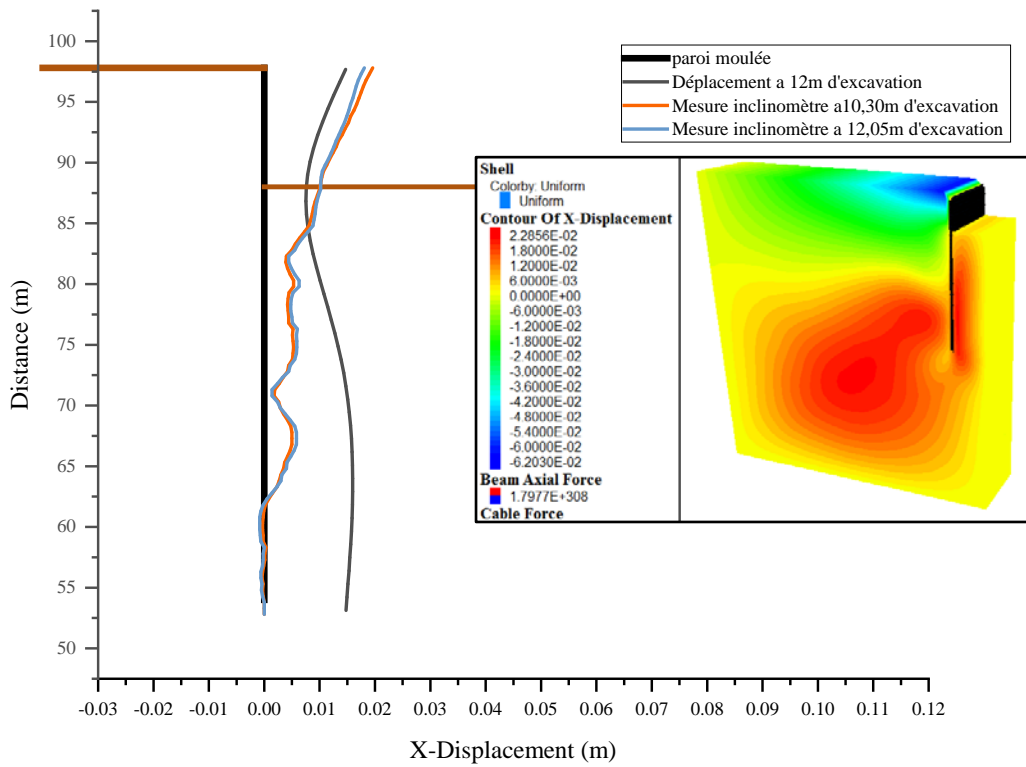 100
95
90
85
80
75
70
65
60
55
50
Distance (m)
-0.03
-0.02
-0.01
0.00
0.01
0.02
0.03
0.04
0.05
0.06
0.07
0.08
0.09
0.10
0.11
0.12
X-Displacement (m)
paroi moulée
Déplacement a 12m d'excavation
Mesure inclinomètre a10,30m d'excavation
Mesure inclinomètre a 12,05m d'excavation
Shell
Colorby: Uniform
Uniform
Contour Of X-Displacement
2.2856E-02
1.8000E-02
1.2000E-02
6.0000E-03
0.0000E+00
-6.0000E-03
-1.2000E-02
-1.8000E-02
-2.4000E-02
-3.0000E-02
-3.6000E-02
-4.2000E-02
-4.8000E-02
-5.4000E-02
-6.0000E-02
-6.2030E-02
Beam Axial Force
1.7977E+308
Cable Force